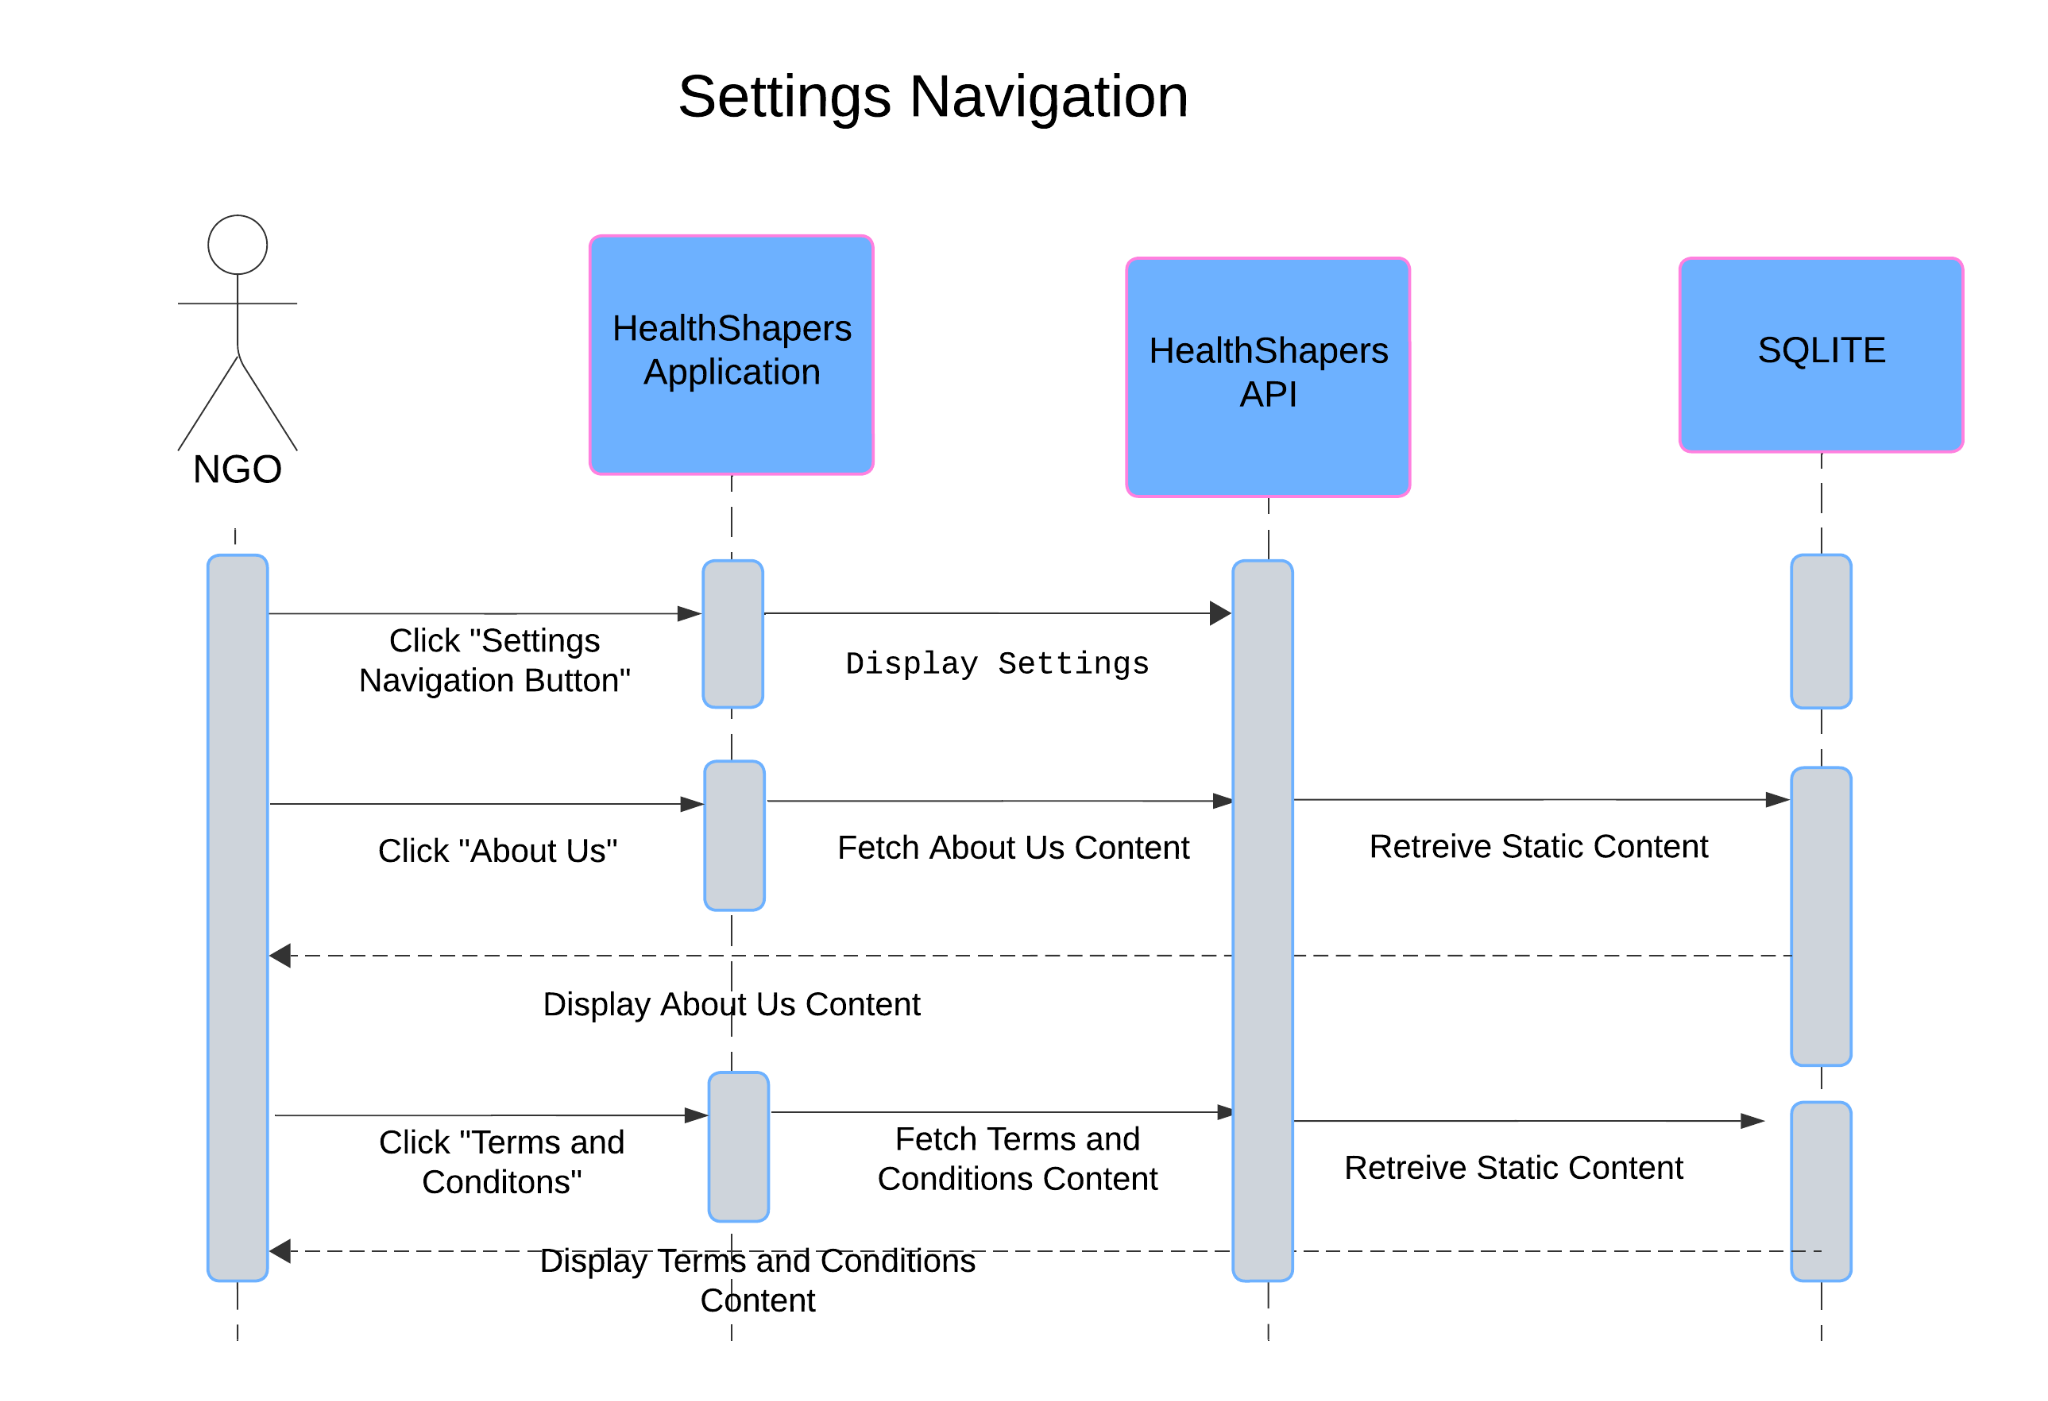 Settings Navigation
NGO
HealthShapers
Application
HealthShapers
API
SQLITE
Click "Settings
Navigation Button"
Display Settings
Click "About Us"
Fetch About Us Content
Retreive Static Content
Display About Us Content
Click "Terms and
Conditons"
Fetch Terms and
Conditions Content
Retreive Static Content
Display Terms and Conditions
Content